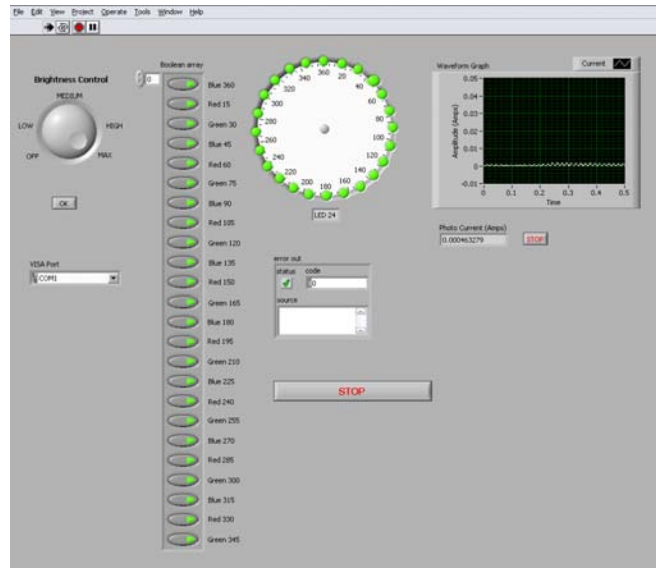 File Edit View Project Operate Tools Window Help
Brightness Control
MEDIUM
LOW
HIGH
OFF
MAX
OK
VISA Port
COM1
Boolean array
0
Blue 360
Red 15
Green 30
Blue 45
Red 60
Green 75
Blue 90
Red 105
Green 120
Blue 135
Red 150
Green 165
Blue 180
Red 195
Green 210
Blue 225
Red 240
Green 255
Blue 270
Red 285
Green 300
Blue 315
Red 330
Green 345
360
20
40
60
80
100
120
140
160
180
200
220
240
260
280
300
320
340
LED 24
error out
status code
0
source
STOP
Waveform Graph
Current
0.05
0.04
0.03
0.02
0.01
0
-0.01
Amplitude (Amps)
0 0.1 0.2 0.3 0.4 0.5
Time
Photo Current (Amps)
0.000463279
STOP